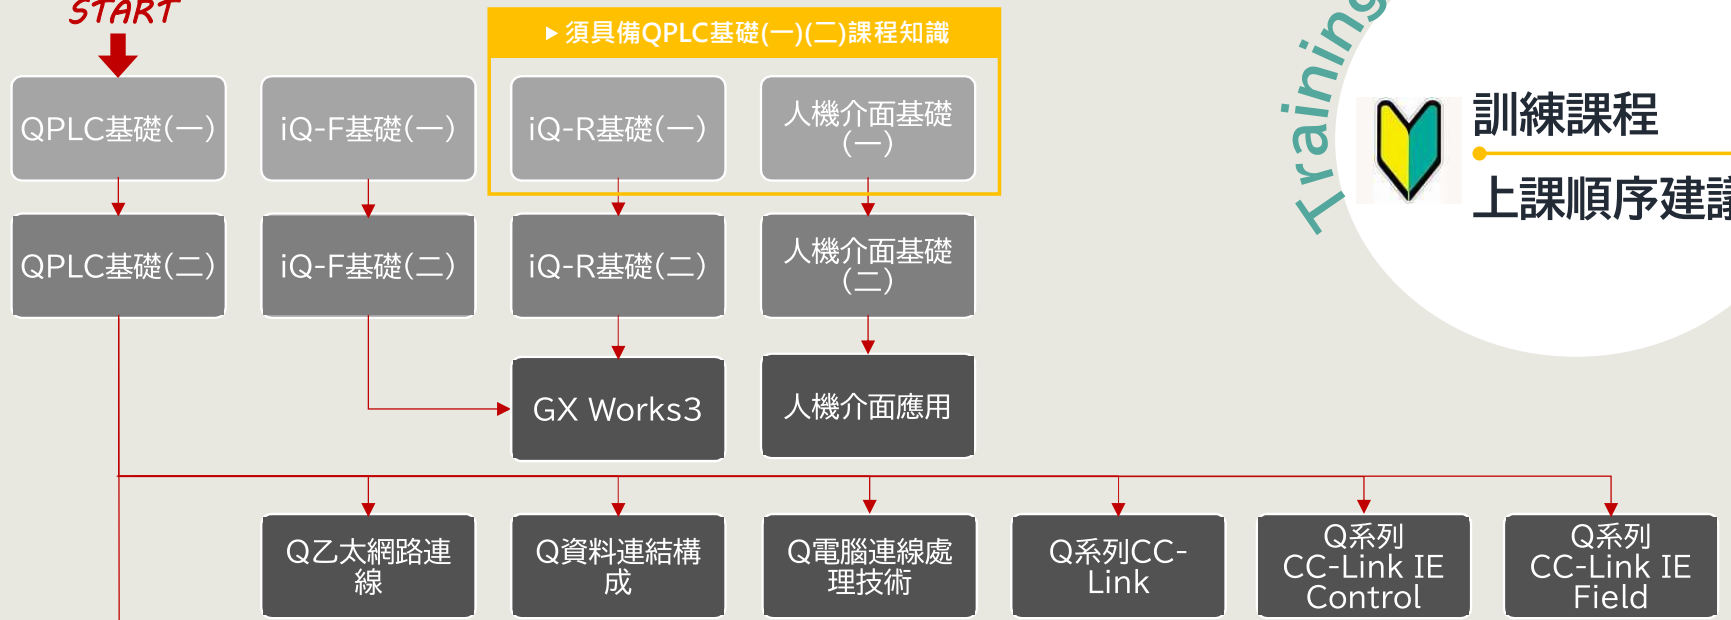 START
▶須具備QPLC基礎(一)(二)課程知識
QPLC基礎(一)
iQ-F基礎(一)
iQ-R基礎(一)
人機介面基礎
(一)
Training
訓練課程
上課順序建議
QPLC基礎(二)
iQ-F基礎(二)
iQ-R基礎(二)
人機介面基礎
(二)
GX Works3
人機介面應用
Q乙太網路連
線
Q資料連結構
成
Q電腦連線處
理技術
Q系列CC-
Link
Q系列
CC-Link IE
Control
Q系列
CC-Link IE
Field